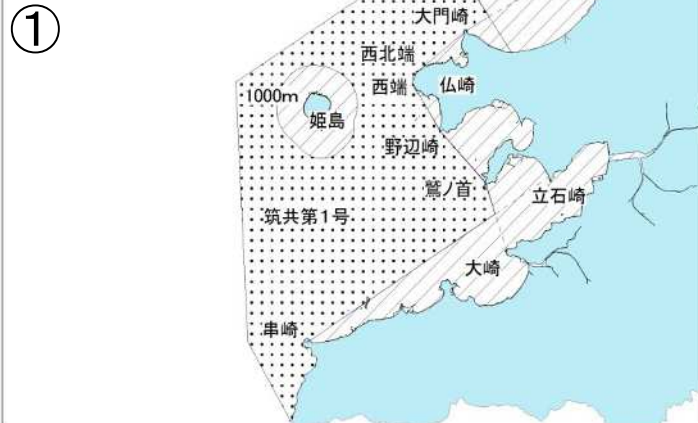 ①
大門崎
西北端
西端
仏崎
1000m
姫島
野辺崎
鷲ノ首
立石崎
筑共第1号
大崎
串崎